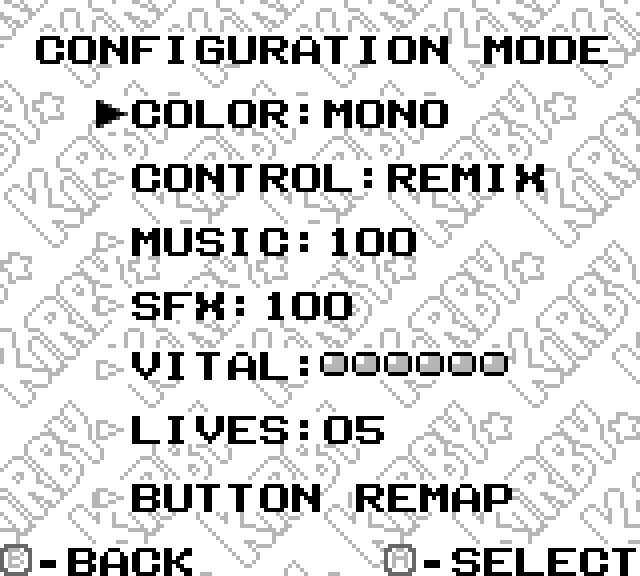 CONFIGURATION MODE
COLOR:MONO
CONTROL:REMIX
MUSIC:100
SFX:100
VITAL:
LIVES:05
BUTTON REMAP
B-BACK A-SELECT